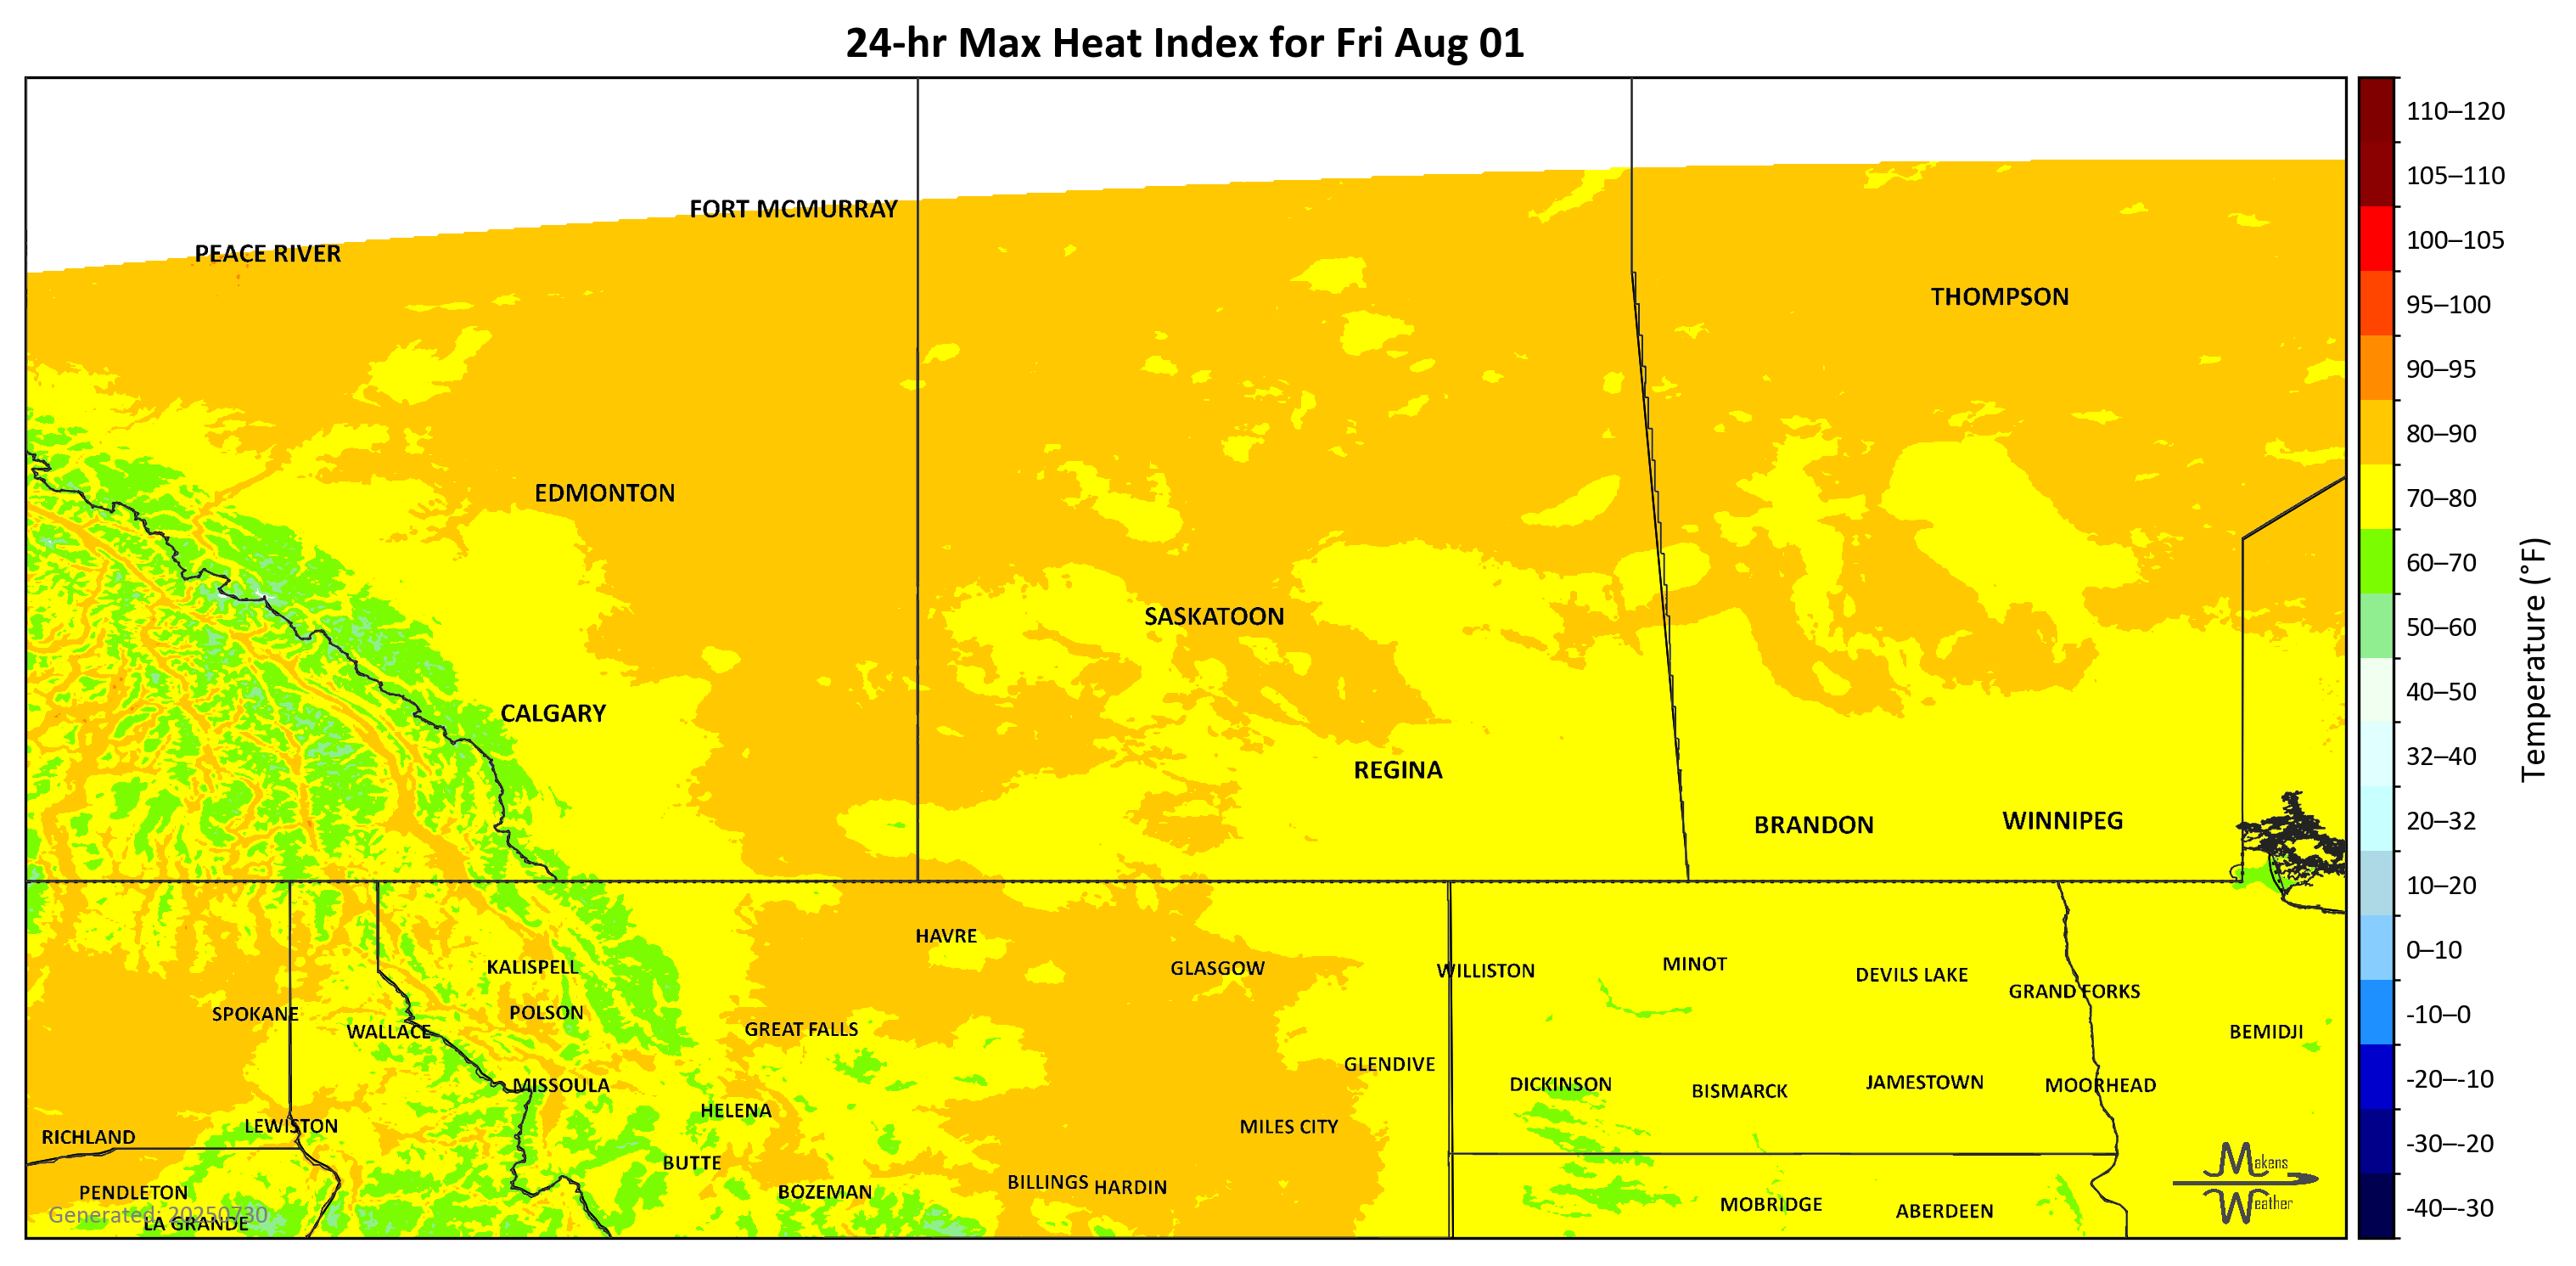 24-hr Max Heat Index for Fri Aug 01
FORT MCMURRAY
PEACE RIVER
THOMPSON
EDMONTON
SASKATOON
CALGARY
REGINA
BRANDON
WINNIPEG
HAVRE
KALISPELL
GLASGOW
WILLISTON
MINOT
DEVILS LAKE
GRAND FORKS
SPOKANE
POLSON
WALLACE
GREAT FALLS
BEMIDJI
GLENDIVE
MISSOULA
DICKINSON
BISMARCK
JAMESTOWN
MOORHEAD
HELENA
LEWISTON
MILES CITY
RICHLAND
BUTTE
BILLINGS
HARDIN
BOZEMAN
PENDLETON
MOBRIDGE
ABERDEEN
Generated: 20250730
LA GRANDE
Makens
Weather
110–120
105–110
100–105
95–100
90–95
80–90
70–80
60–70
50–60
40–50
32–40
20–32
10–20
0–10
-10–0
-20–-10
-30–-20
-40–-30
Temperature (°F)